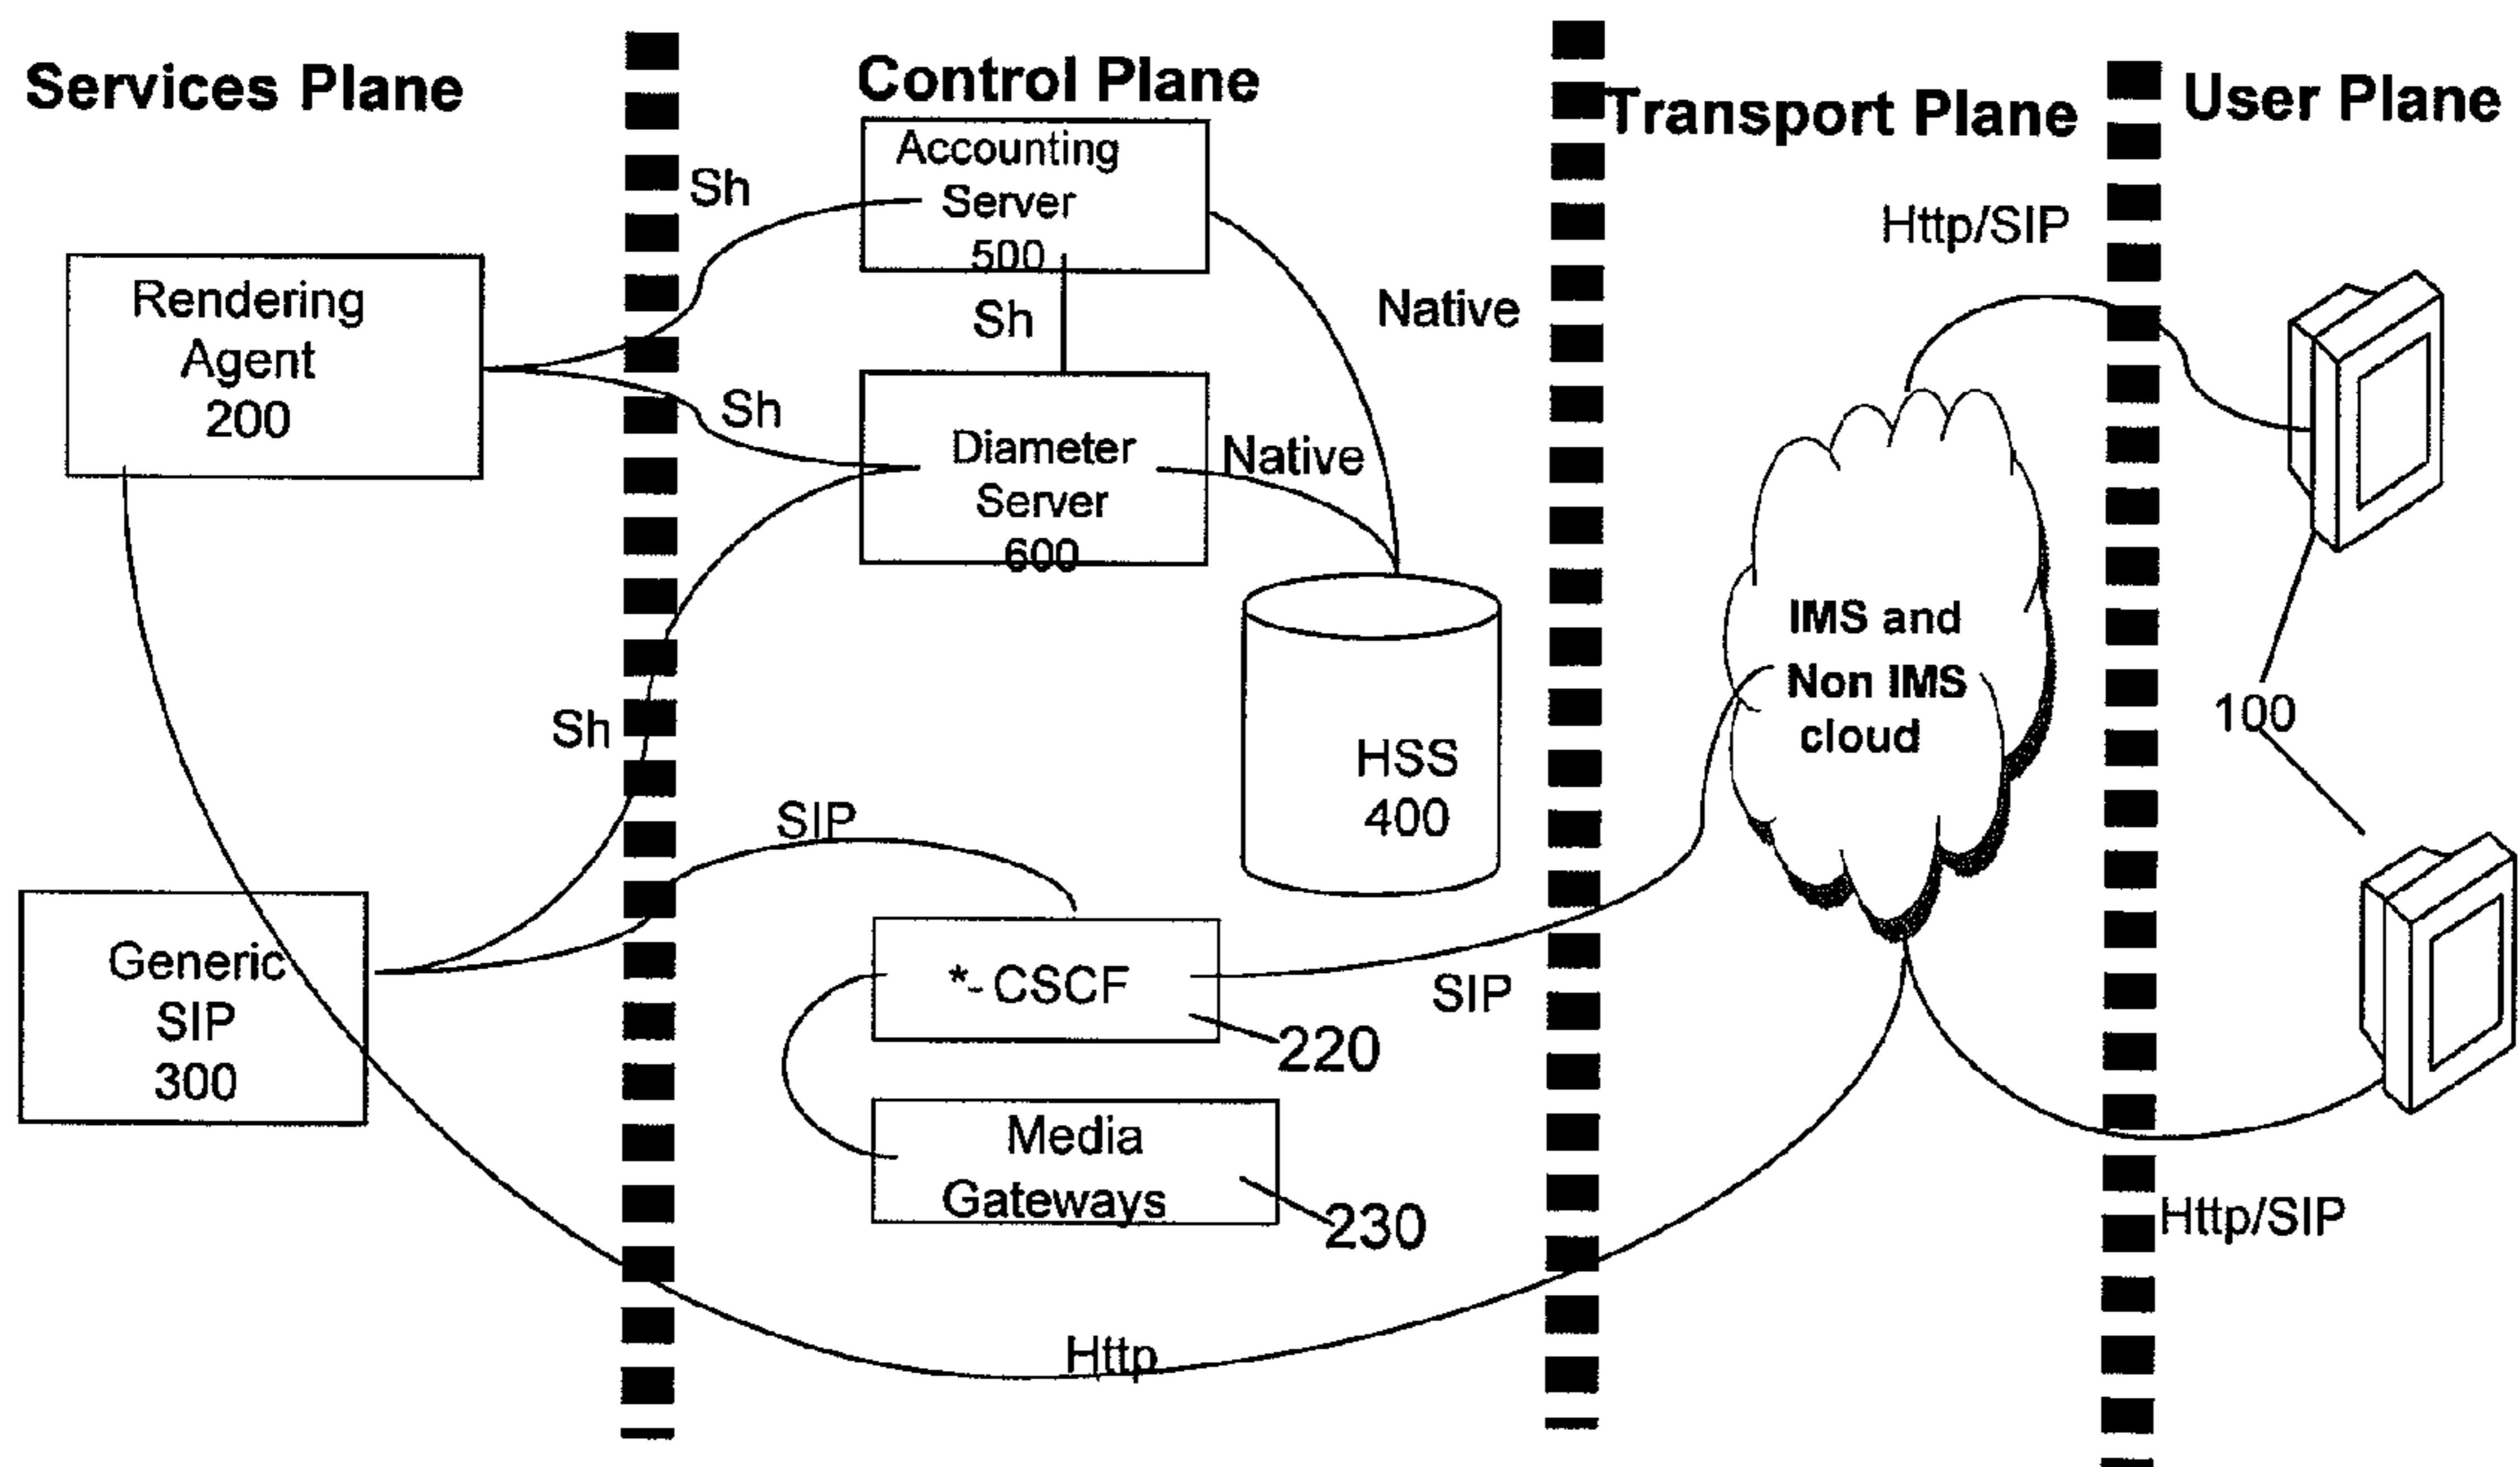 Services Plane
Control Plane
Transport Plane
User Plane
Accounting
Server
500
Sh
Http/SIP
Rendering
Agent
200
Sh
Native
Sh
Diameter
Server
600
Native
IMS and
Non IMS
cloud
100
Sh
HSS
400
SIP
Generic
SIP
300
*-CSCF
SIP
220
Media
Gateways
230
Http/SIP
Http